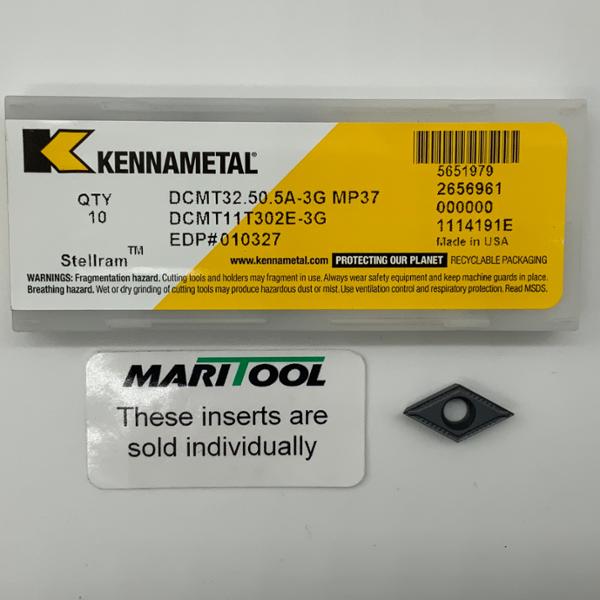 KENNAMETAL®
QTY
10
DCMT32.50.5A-3G MP37
DCMT11T302E-3G
EDP#010327
5651979
2656961
000000
1114191E
Made in USA
Stellram™
www.kennametal.com PROTECTING OUR PLANET RECYCLABLE PACKAGING
WARNINGS: Fragmentation hazard. Cutting tools and holders may fragment in use. Always wear safety equipment and keep machine guards in place.
Breathing hazard. Wet or dry grinding of cutting tools may produce hazardous dust or mist. Use ventilation control and respiratory protection. Read MSDS.
MARITOOL
These inserts are
sold individually